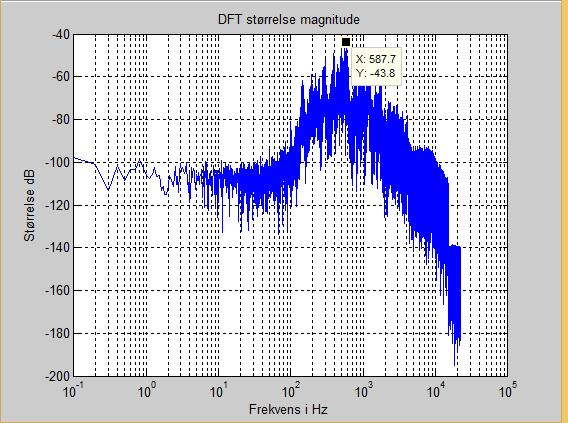 DFT størrelse magnitude
X: 587.7
Y: -43.8
Størrelse dB
-40
-60
-80
-100
-120
-140
-160
-180
-200
10^-1 10^0 10^1 10^2 10^3 10^4 10^5
Frekvens i Hz